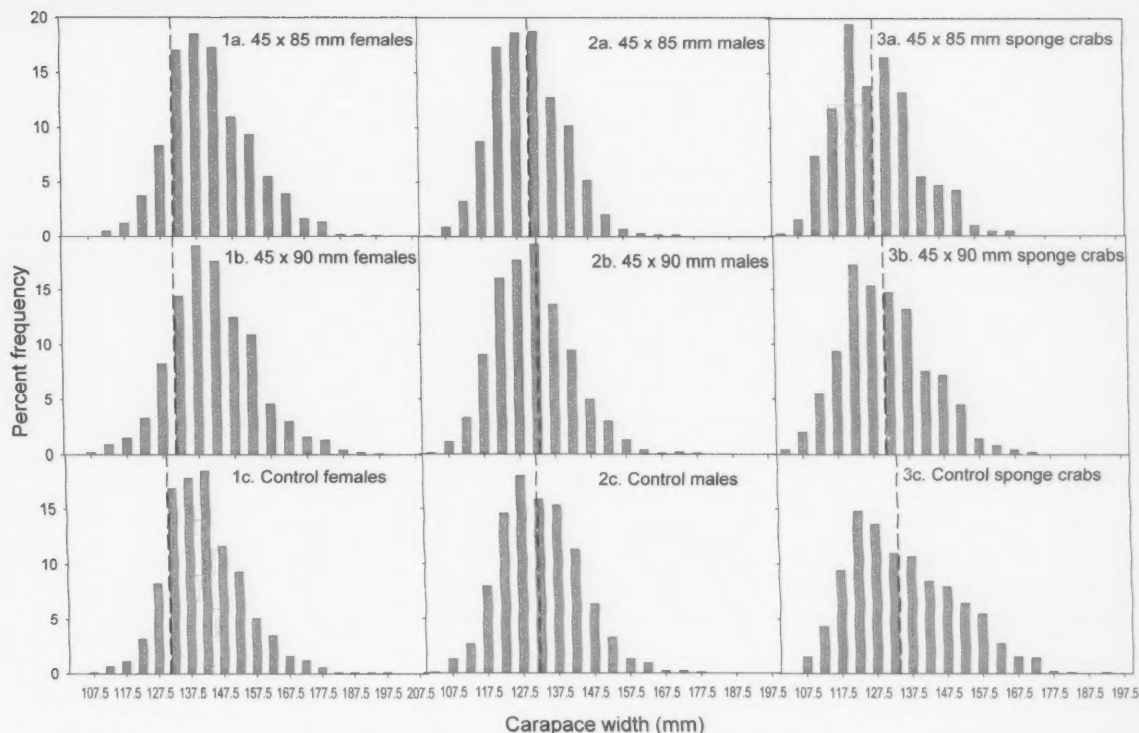 20
15
10
5
0
1a. 45 x 85 mm females
2a. 45 x 85 mm males
3a. 45 x 85 mm sponge crabs
15
10
5
0
1b. 45 x 90 mm females
2b. 45 x 90 mm males
3b. 45 x 90 mm sponge crabs
15
10
5
0
1c. Control females
2c. Control males
3c. Control sponge crabs
Percent frequency
107.5 117.5 127.5 137.5 147.5 157.5 167.5 177.5 187.5 197.5 207.5 107.5 117.5 127.5 137.5 147.5 157.5 167.5 177.5 187.5 197.5 107.5 117.5 127.5 137.5 147.5 157.5 167.5 177.5 187.5 197.5
Carapace width (mm)